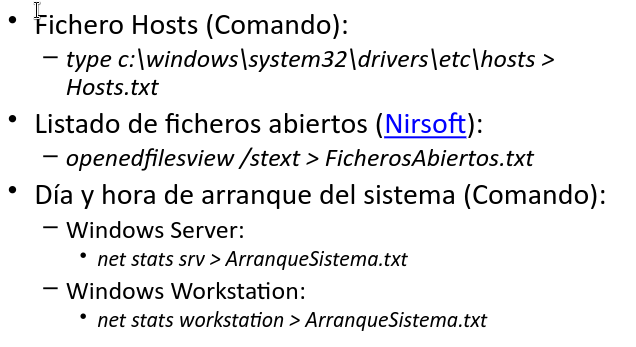 • Fichero Hosts (Comando):
– type c:\windows\system32\drivers\etc\hosts >
Hosts.txt
• Listado de ficheros abiertos (Nirsoft):
– openedfilesview /stext > FicherosAbiertos.txt
• Día y hora de arranque del sistema (Comando):
– Windows Server:
• net stats srv > ArranqueSistema.txt
– Windows Workstation:
• net stats workstation > ArranqueSistema.txt